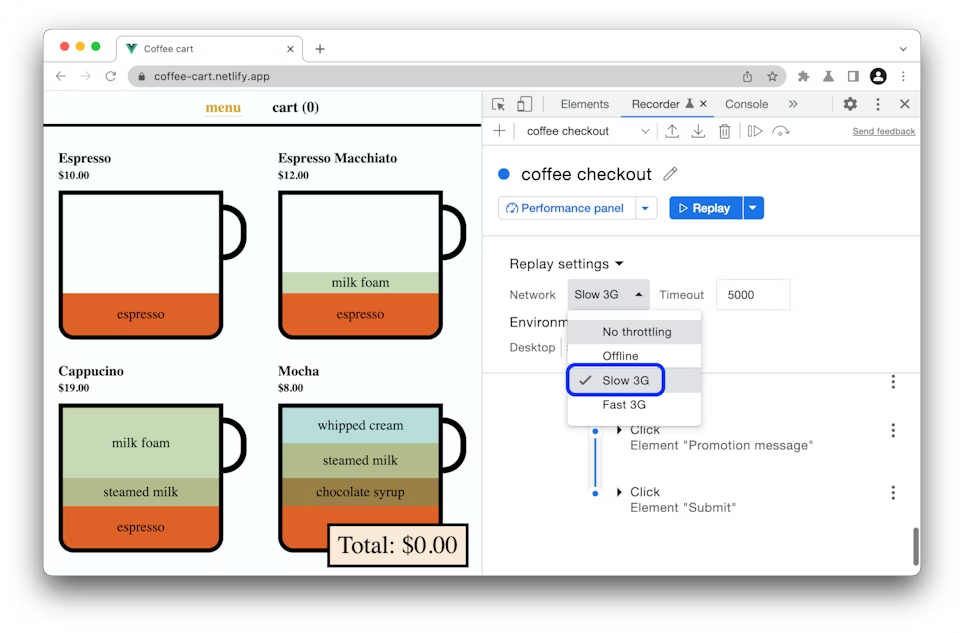 Coffee cart
coffee-cart.netlify.app
menu cart (0)
Espresso
$10.00
espresso
Espresso Macchiato
$12.00
milk foam
espresso
Cappucino
$19.00
milk foam
steamed milk
espresso
Mocha
$8.00
whipped cream
steamed milk
chocolate syrup
Total: $0.00
Elements Recorder Console
coffee checkout
Send feedback
coffee checkout
Performance panel
Replay
Replay settings
Network Slow 3G Timeout 5000
No throttling
Offline
Slow 3G
Fast 3G
Environm
Desktop
Click
Element "Promotion message"
Click
Element "Submit"